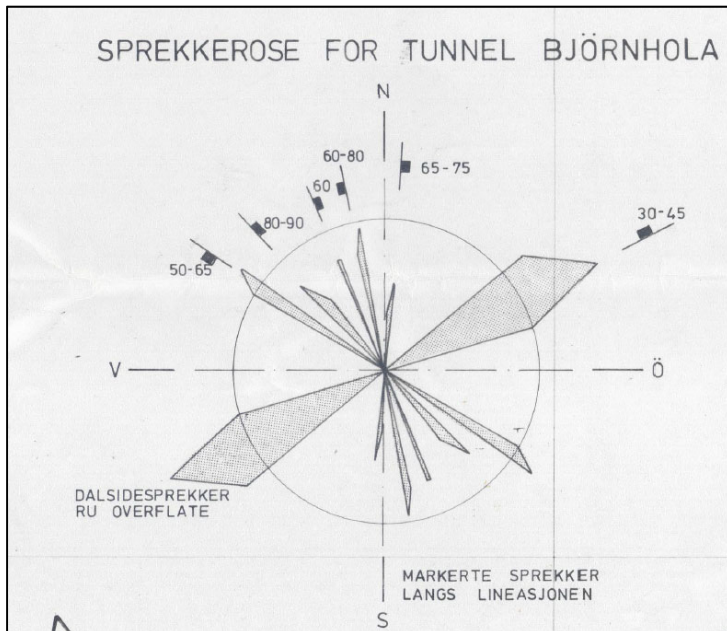 SPREKKEROSE FOR TUNNEL BJÖRNHOLA
N
60-80
65-75
60
80-90
30-45
50-65
V
Ö
DALSIDESPREKKER
RU OVERFLATE
MARKERTE SPREKKER
LANGS LINEASJONEN
S